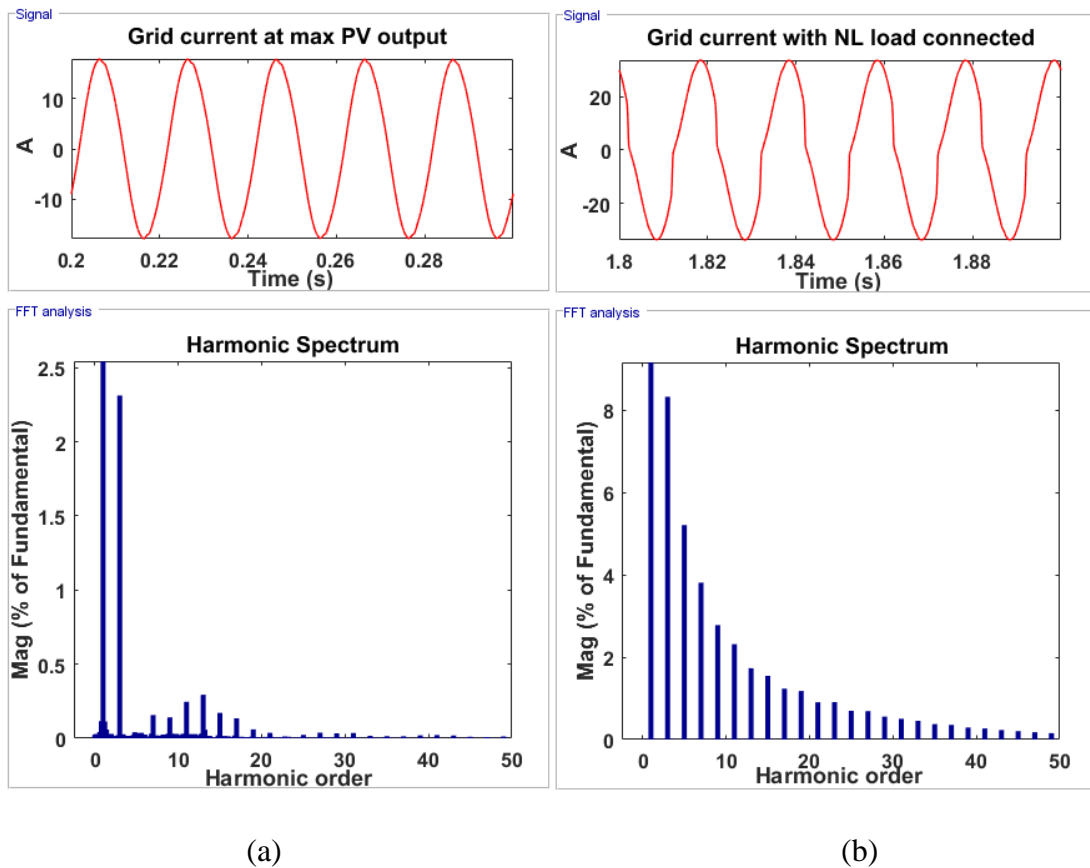 Signal
Grid current at max PV output
10
0
-10
A
0.2 0.22 0.24 0.26 0.28
Time (s)
FFT analysis
Harmonic Spectrum
2.5
2
1.5
1
0.5
0
Mag (% of Fundamental)
0 10 20 30 40 50
Harmonic order
(a)
Signal
Grid current with NL load connected
20
0
-20
A
1.8 1.82 1.84 1.86 1.88
Time (s)
FFT analysis
Harmonic Spectrum
8
6
4
2
0
Mag (% of Fundamental)
0 10 20 30 40 50
Harmonic order
(b)